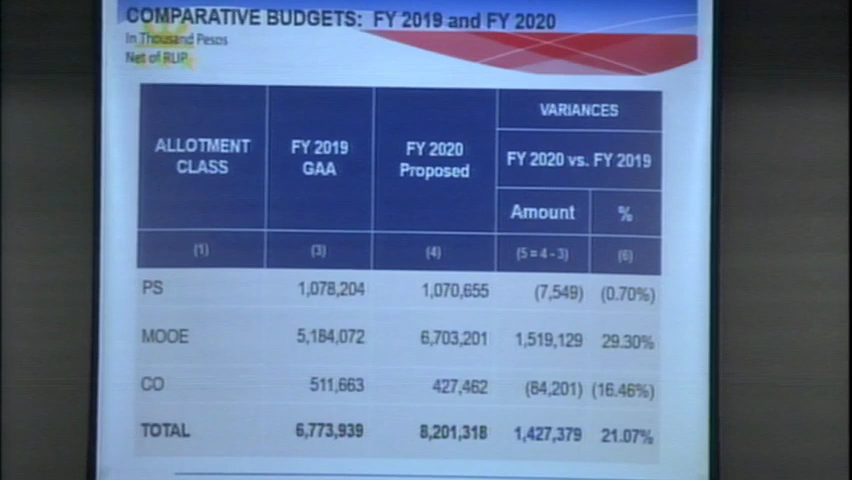 COMPARATIVE BUDGETS: FY 2019 and FY 2020
In Thousand Pesos
Net of RLIP
VARIANCES
ALLOTMENT CLASS FY 2019 GAA FY 2020 Proposed FY 2020 vs. FY 2019
Amount %
(1) (3) (4) (5 = 4 - 3) (6)
PS 1,078,204 1,070,655 (7,549) (0.70%)
MOOE 5,184,072 6,703,201 1,519,129 29.30%
CO 511,663 427,462 (84,201) (16.46%)
TOTAL 6,773,939 8,201,318 1,427,379 21.07%